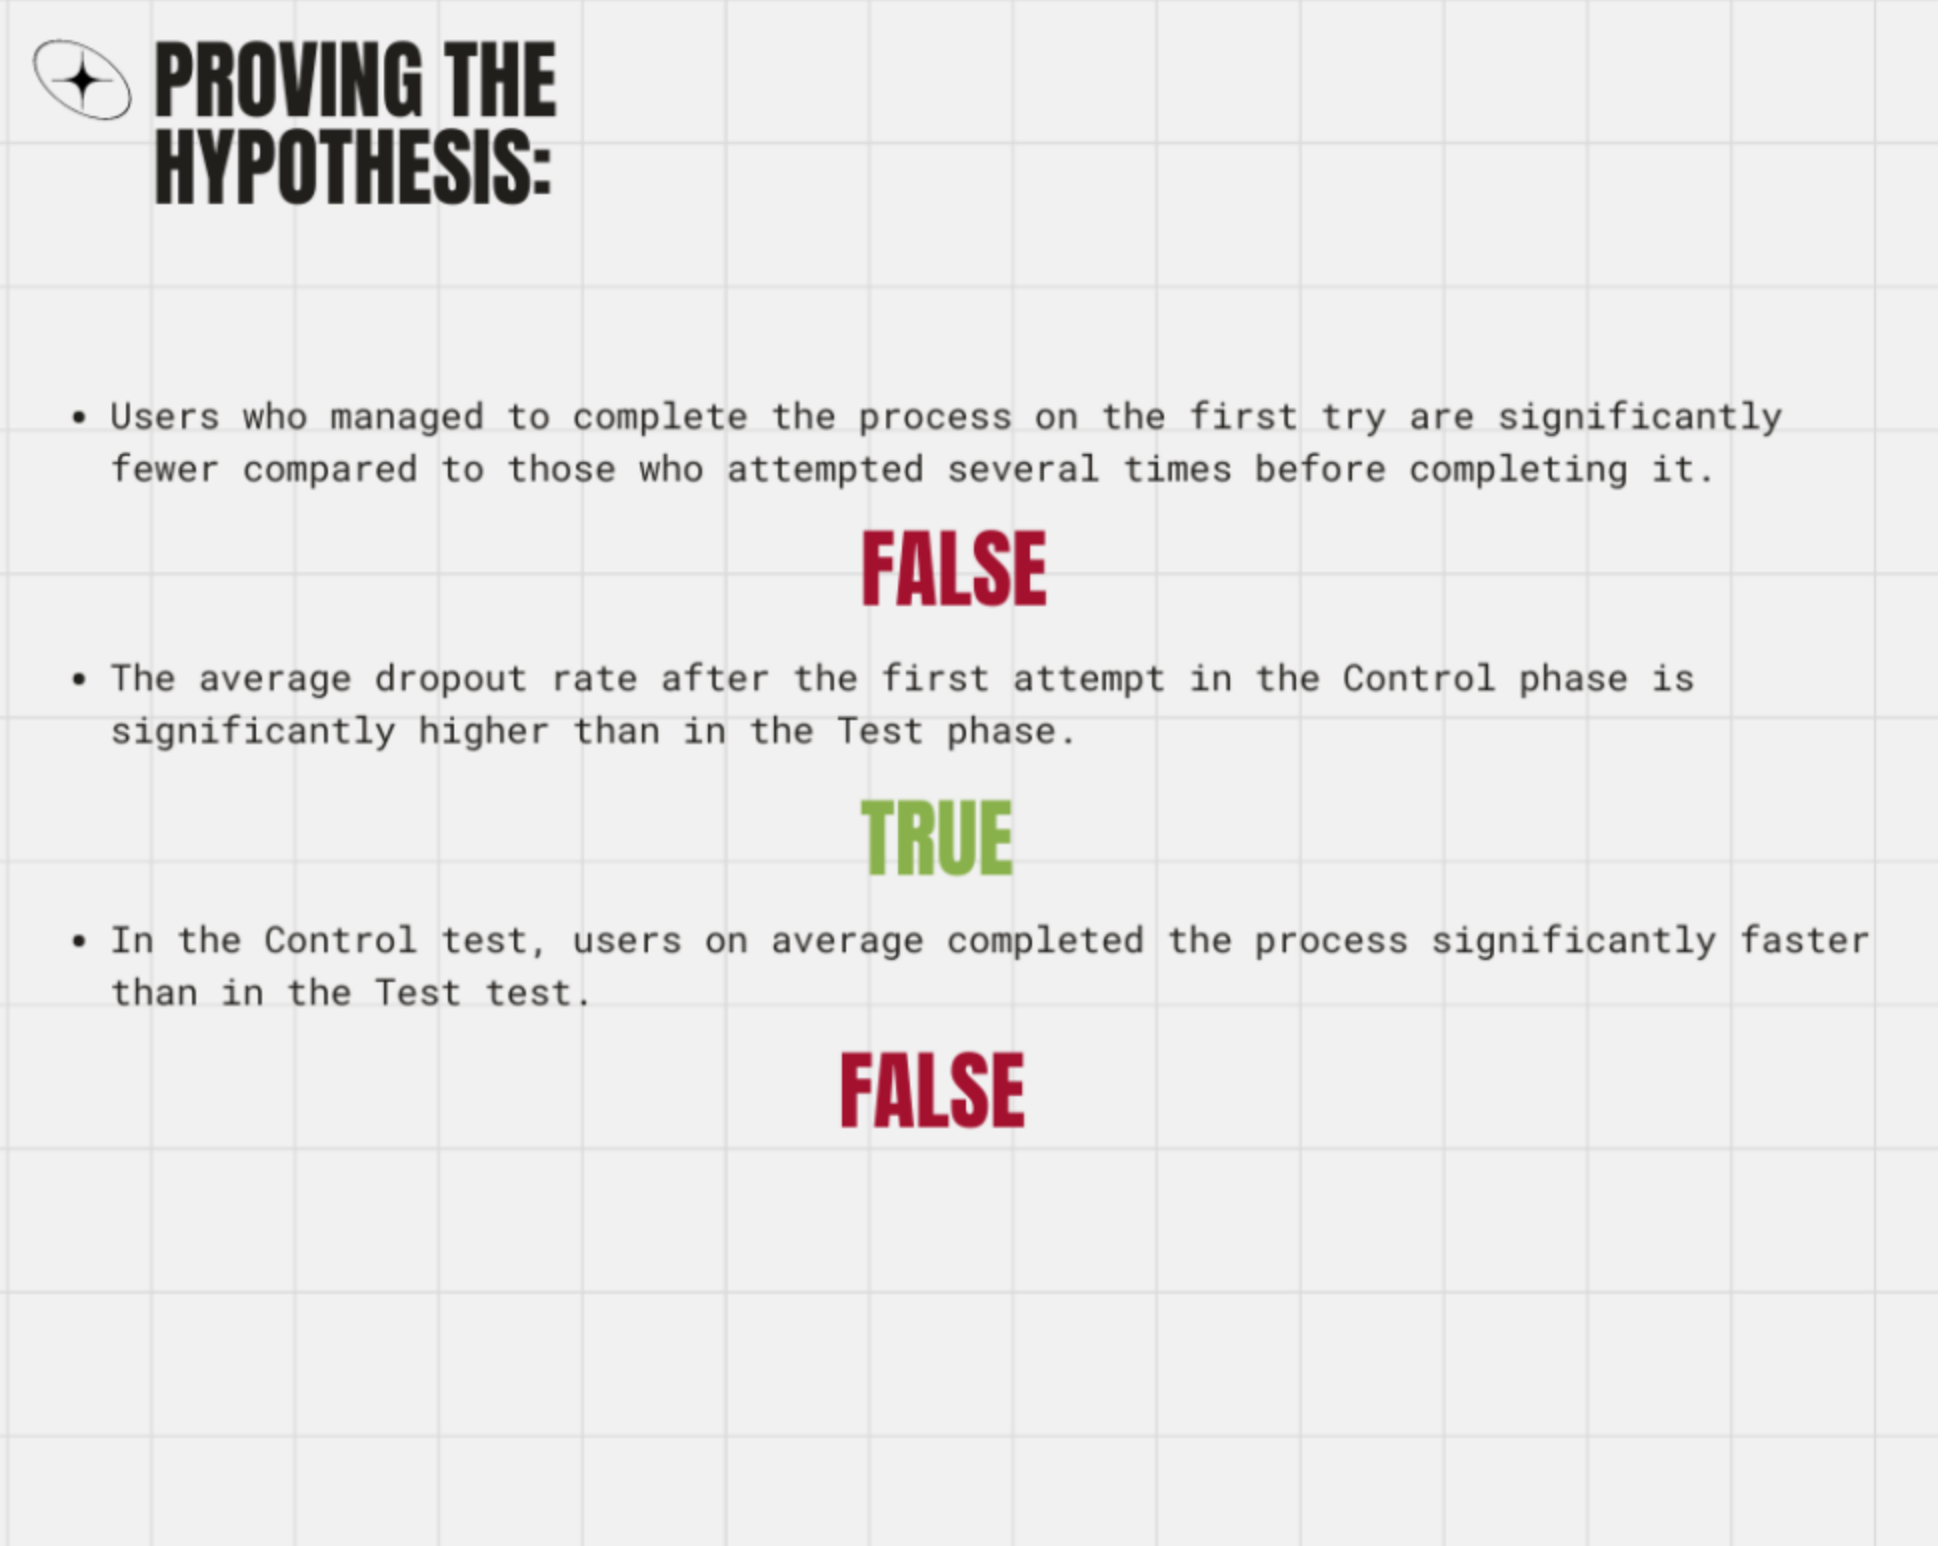 PROVING THE
HYPOTHESIS:
• Users who managed to complete the process on the first try are significantly
fewer compared to those who attempted several times before completing it.
FALSE
• The average dropout rate after the first attempt in the Control phase is
significantly higher than in the Test phase.
TRUE
• In the Control test, users on average completed the process significantly faster
than in the Test test.
FALSE